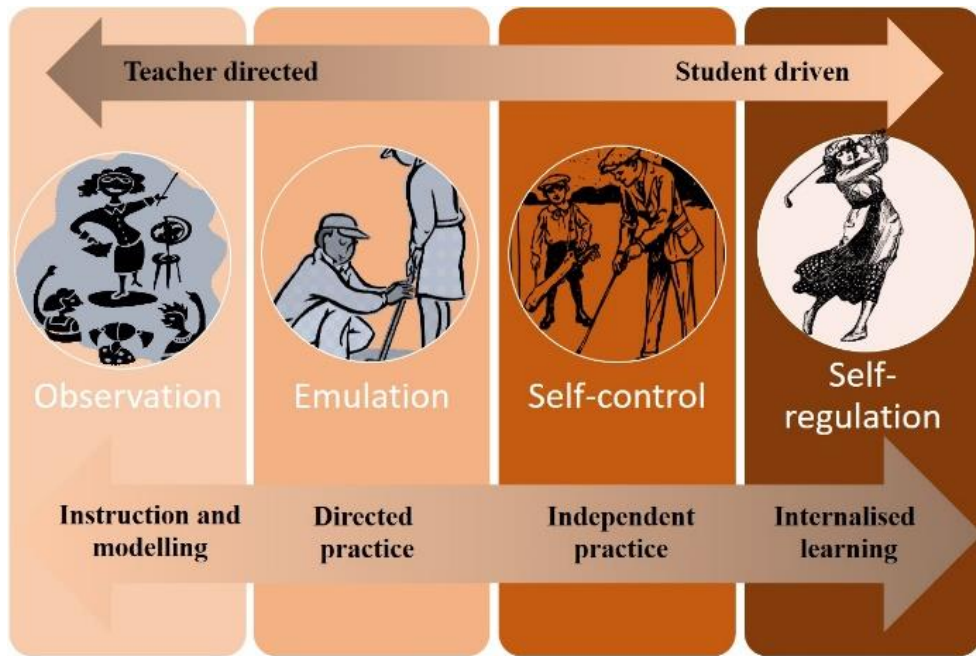 Teacher directed
Student driven
Observation
Emulation
Self-control
Self-
regulation
Instruction and
modelling
Directed
practice
Independent
practice
Internalised
learning